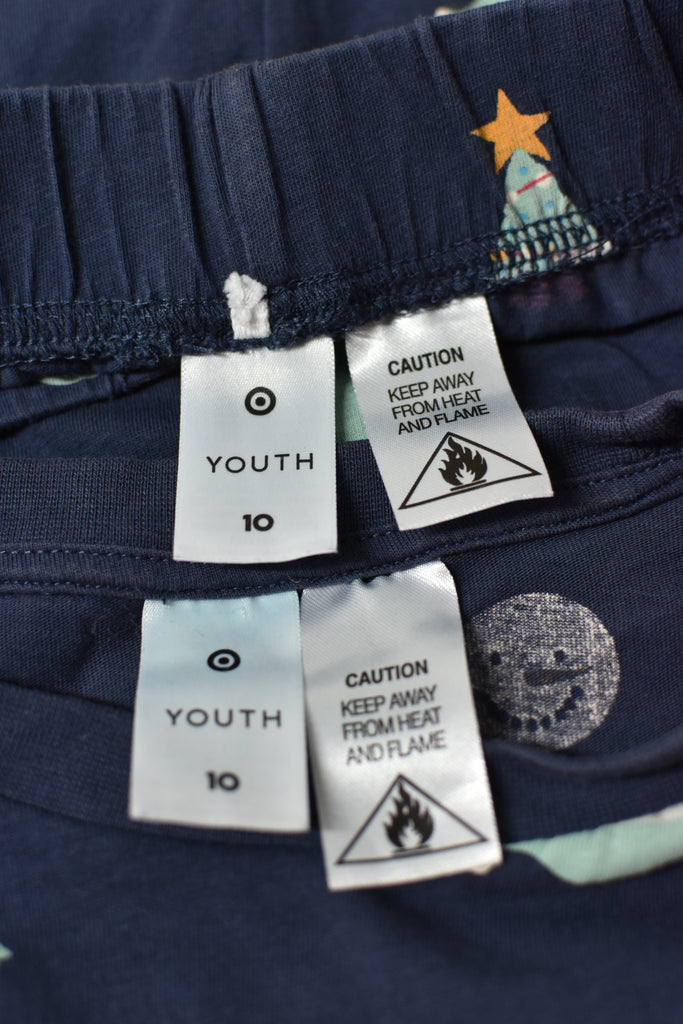 YOUTH
10
CAUTION
KEEP AWAY
FROM HEAT
AND FLAME
YOUTH
10
CAUTION
KEEP AWAY
FROM HEAT
AND FLAME